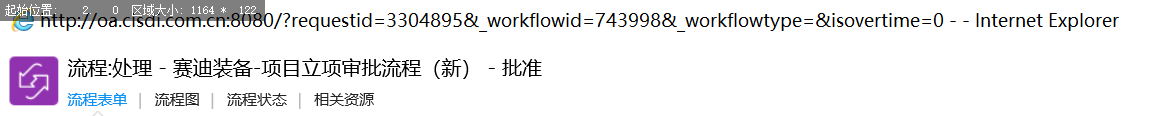 起始位置: 2, 0 区域大小: 1164 * 122
http://oa.cisdi.com.cn:8080/?requestid=3304895&_workflowid=743998&_workflowtype=&isovertime=0 - - Internet Explorer
流程:处理 - 赛迪装备-项目立项审批流程（新） - 批准
流程表单 | 流程图 | 流程状态 | 相关资源